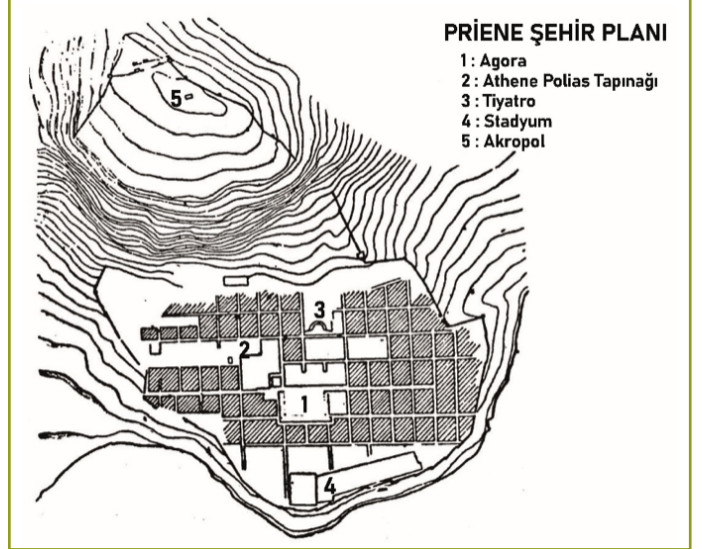 PRİENE ŞEHİR PLANI
1 : Agora
2 : Athene Polias Tapınağı
3 : Tiyatro
4 : Stadyum
5 : Akropol
5
3
2
1
4